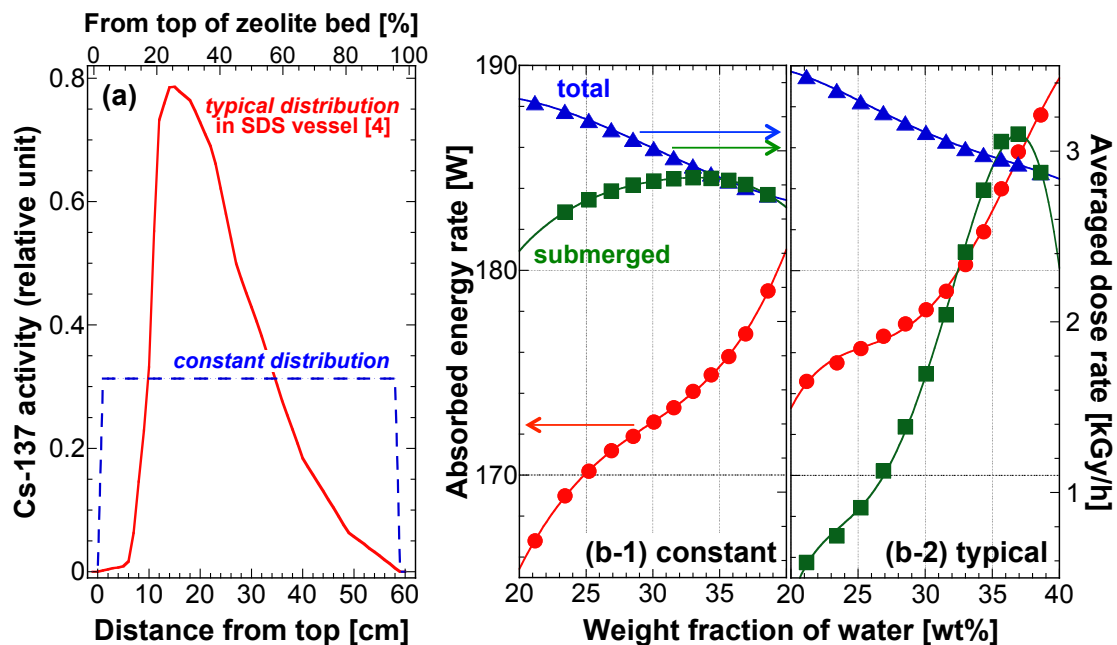 From top of zeolite bed [%]
0 20 40 60 80 100
(a)
typical distribution
in SDS vessel [4]
constant distribution
Cs-137 activity (relative unit)
0.8
0.6
0.4
0.2
0
0 10 20 30 40 50 60
Distance from top [cm]
Absorbed energy rate [W]
190
180
170
total
submerged
(b-1) constant
(b-2) typical
20 25 30 35 20 25 30 35 40
Weight fraction of water [wt%]
3
2
1
Averaged dose rate [kGy/h]